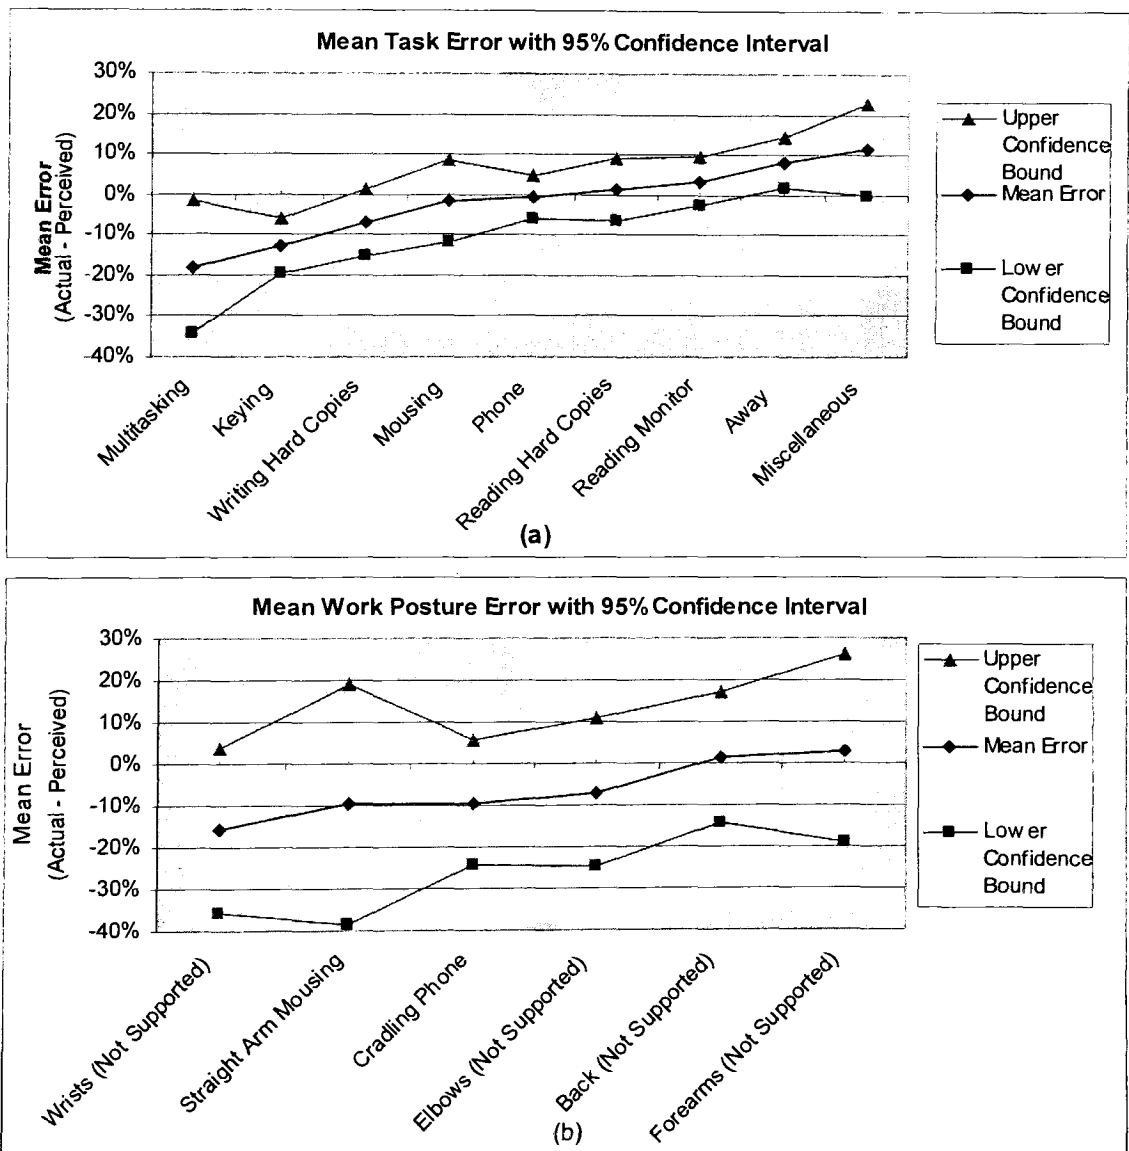 Mean Task Error with 95% Confidence Interval
30%
20%
10%
0%
-10%
-20%
-30%
-40%
Mean Error
(Actual - Perceived)
Multitasking
Keying
Writing Hard Copies
Mousing
Phone
Reading Hard Copies
Reading Monitor
Away
Miscellaneous
Upper
Confidence
Bound
Mean Error
Lower
Confidence
Bound
(a)
Mean Work Posture Error with 95% Confidence Interval
30%
20%
10%
0%
-10%
-20%
-30%
-40%
Mean Error
(Actual - Perceived)
Wrists (Not Supported)
Straight Arm Mousing
Cradling Phone
Elbows (Not Supported)
Back (Not Supported)
Forearms (Not Supported)
Upper
Confidence
Bound
Mean Error
Lower
Confidence
Bound
(b)